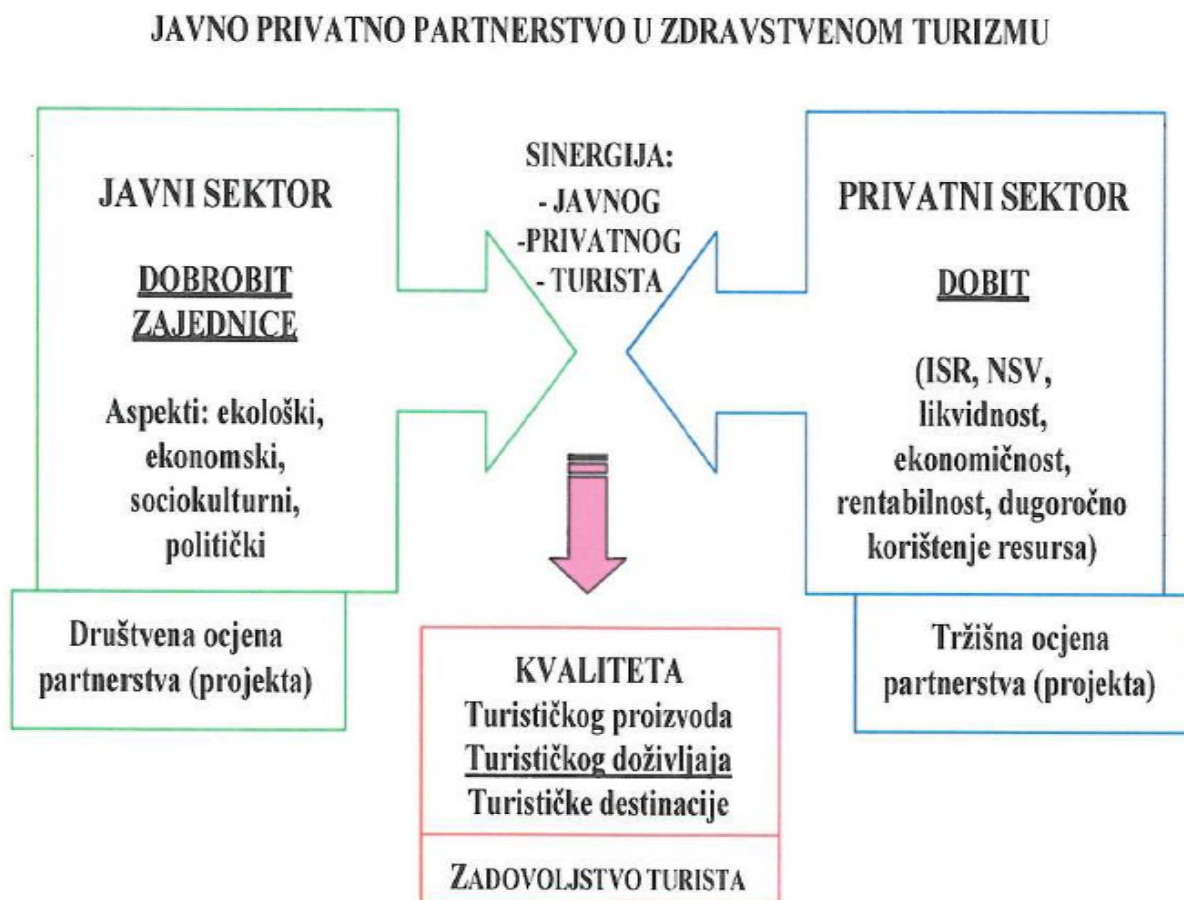 JAVNO PRIVATNO PARTNERSTVO U ZDRAVSTVENOM TURIZMU
JAVNI SEKTOR
DOBROBIT
ZAJEDNICE
Aspekti: ekološki,
ekonomski,
sociokulturni,
politički
Društvena ocjena
partnerstva (projekta)
SINERGIJA:
- JAVNOG
-PRIVATNOG
- TURISTA
PRIVATNI SEKTOR
DOBIT
(ISR, NSV,
likvidnost,
ekonomičnost,
rentabilnost, dugoročno
korištenje resursa)
Tržišna ocjena
partnerstva (projekta)
KVALITETA
Turističkog proizvoda
Turističkog doživljaja
Turističke destinacije
ZADOVOLJSTVO TURISTA